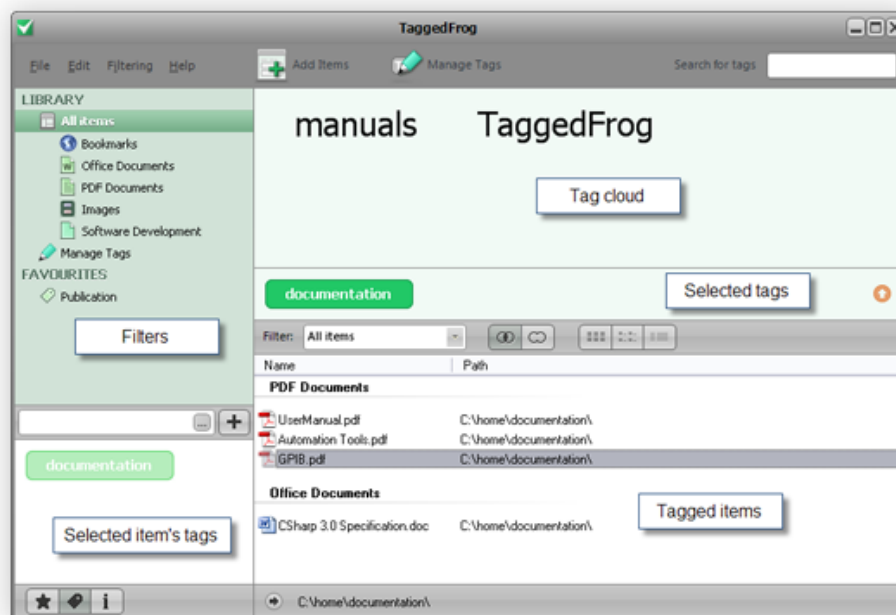 TaggedFrog
File Edit Filtering Help
Add Items
Manage Tags
Search for tags
LIBRARY
All items
Bookmarks
Office Documents
PDF Documents
Images
Software Development
Manage Tags
FAVOURITES
Publication
Filters
...
documentation
Selected item's tags
manuals TaggedFrog
Tag cloud
documentation
Selected tags
Filter: All items
Name Path
PDF Documents
UserManual.pdf C:\home\documentation\
Automation Tools.pdf C:\home\documentation\
GPIB.pdf C:\home\documentation\
Office Documents
CSharp 3.0 Specification.doc C:\home\documentation\
Tagged items
C:\home\documentation\